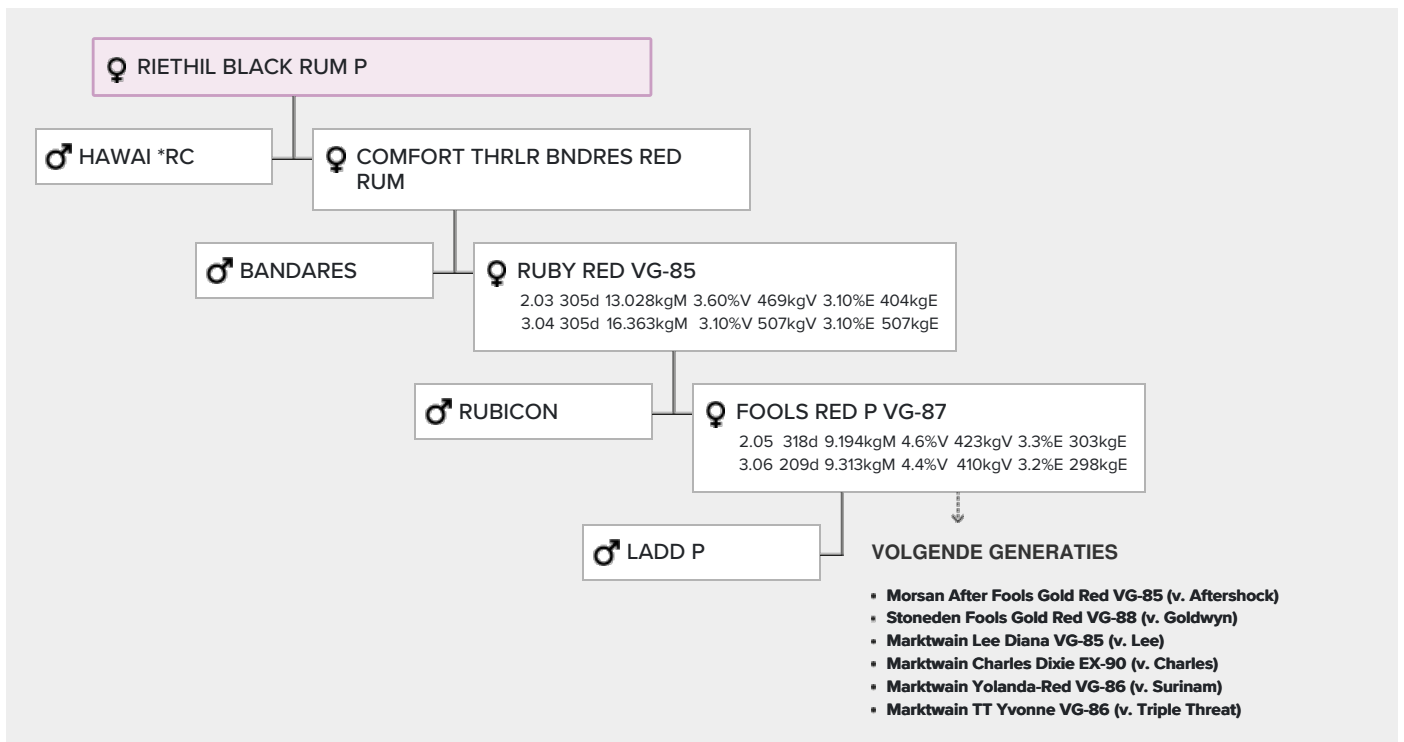 RIETHIL BLACK RUM P
HAWAI *RC
COMFORT THRLR BNDRES RED
RUM
BANDARES
RUBY RED VG-85
2.03 305d 13.028kgM 3.60%V 469kgV 3.10%E 404kgE
3.04 305d 16.363kgM 3.10%V 507kgV 3.10%E 507kgE
RUBICON
FOOLS RED P VG-87
2.05 318d 9.194kgM 4.6%V 423kgV 3.3%E 303kgE
3.06 209d 9.313kgM 4.4%V 410kgV 3.2%E 298kgE
LADD P
VOLGENDE GENERATIES
• Morsan After Fools Gold Red VG-85 (v. Aftershock)
• Stoneden Fools Gold Red VG-88 (v. Goldwyn)
• Marktwain Lee Diana VG-85 (v. Lee)
• Marktwain Charles Dixie EX-90 (v. Charles)
• Marktwain Yolanda-Red VG-86 (v. Surinam)
• Marktwain TT Yvonne VG-86 (v. Triple Threat)